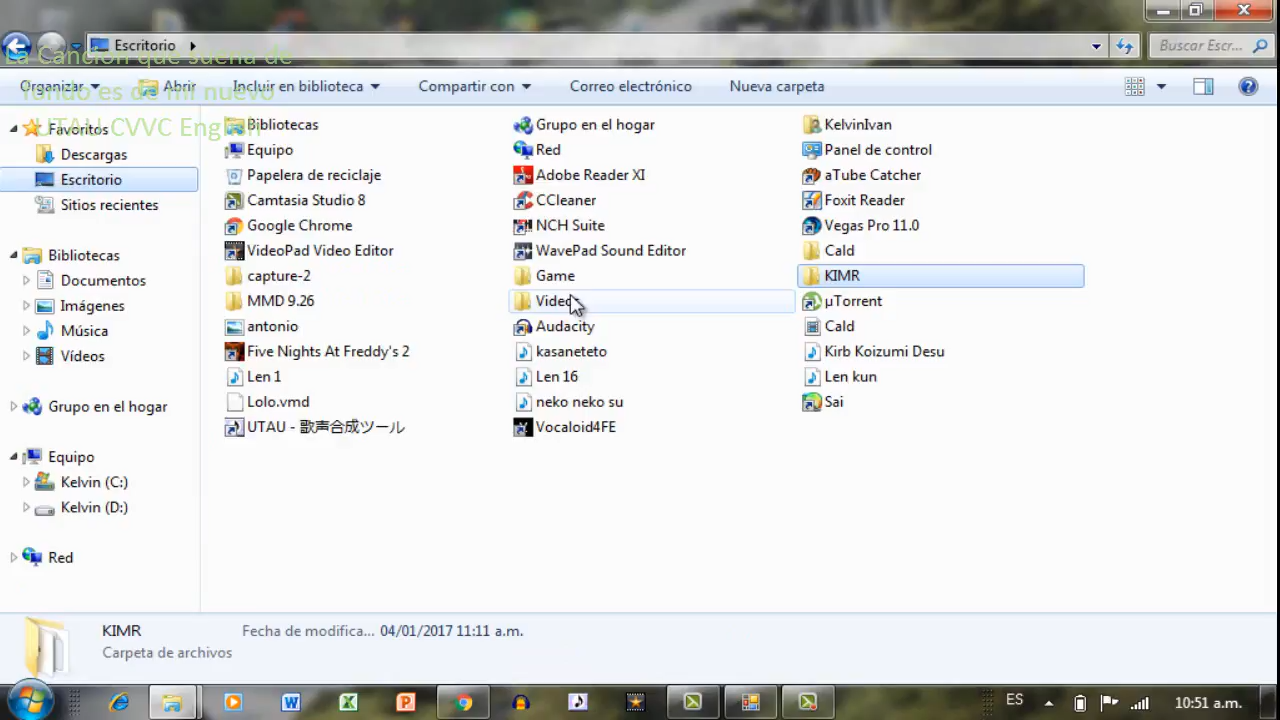 Escritorio
Buscar Escr...
La Canción que suena de
fondo es de mi nuevo
UTAU CVVC English
Organizar
Abrir
Incluir en biblioteca
Compartir con
Correo electrónico
Nueva carpeta
Favoritos
Descargas
Escritorio
Sitios recientes
Bibliotecas
Documentos
Imágenes
Música
Vídeos
Grupo en el hogar
Equipo
Kelvin (C:)
Kelvin (D:)
Red
Bibliotecas
Grupo en el hogar
KelvinIvan
Equipo
Red
Panel de control
Papelera de reciclaje
Adobe Reader XI
aTube Catcher
Camtasia Studio 8
CCleaner
Foxit Reader
Google Chrome
NCH Suite
Vegas Pro 11.0
VideoPad Video Editor
WavePad Sound Editor
Cald
capture-2
Game
KIMR
MMD 9.26
µTorrent
antonio
Audacity
Cald
Five Nights At Freddy's 2
kasaneteto
Kirb Koizumi Desu
Len 1
Len 16
Len kun
Lolo.vmd
neko neko su
Sai
UTAU - 歌声合成ツール
Vocaloid4FE
KIMR
Fecha de modifica... 04/01/2017 11:11 a.m.
Carpeta de archivos
ES
10:51 a.m.